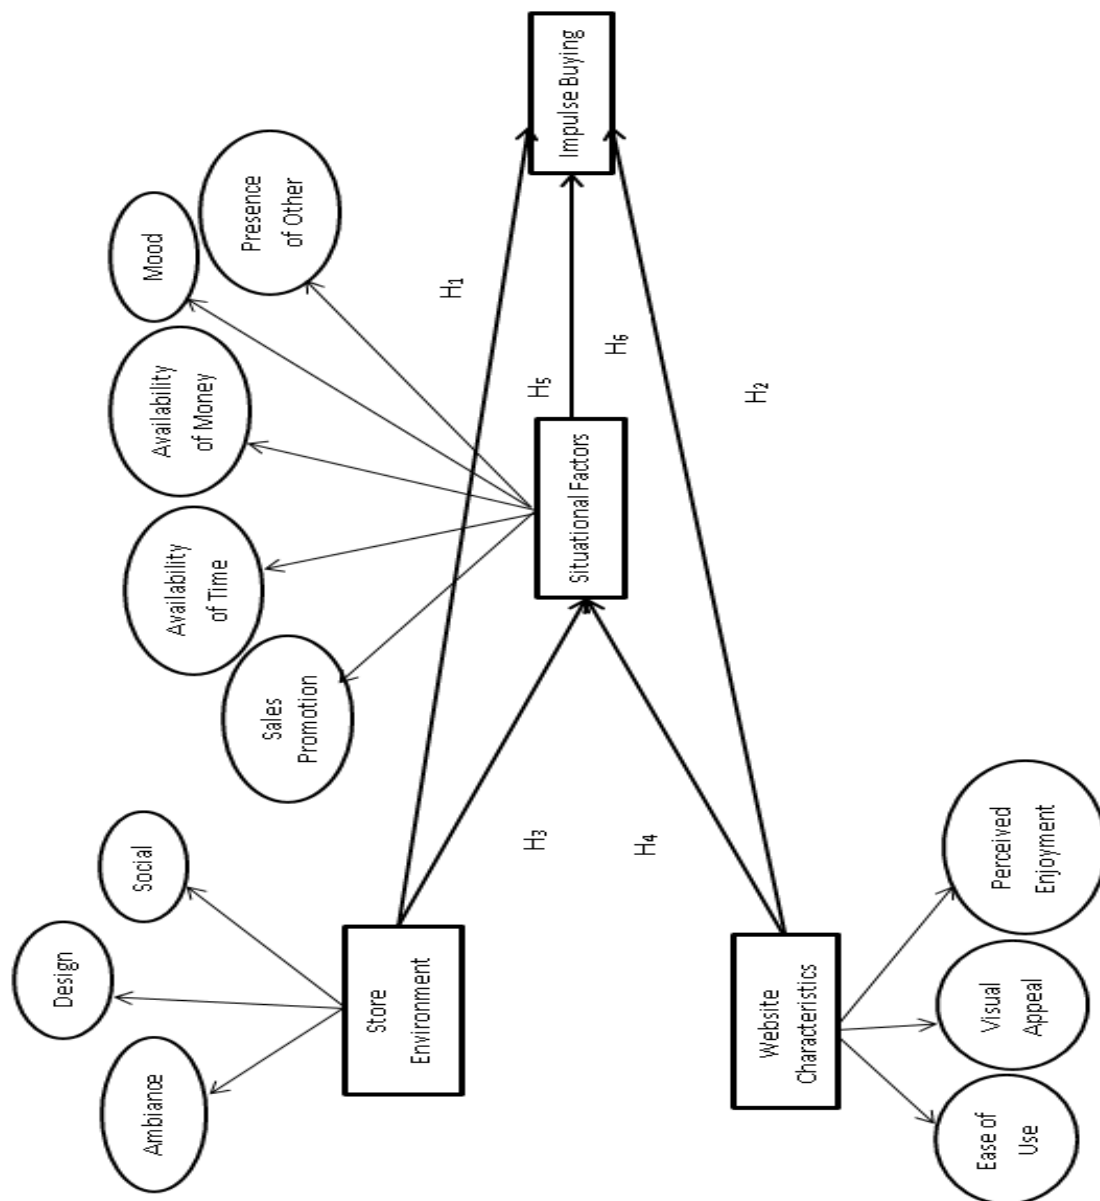 Design
Ambiance
Social
Store
Environment
Sales
Promotion
Availability
of Time
Availability
of Money
Mood
Presence
of Other
H₁
H₃
H₅
Situational Factors
Impulse Buying
H₆
H₄
H₂
Website
Characteristics
Ease of
Use
Visual
Appeal
Perceived
Enjoyment